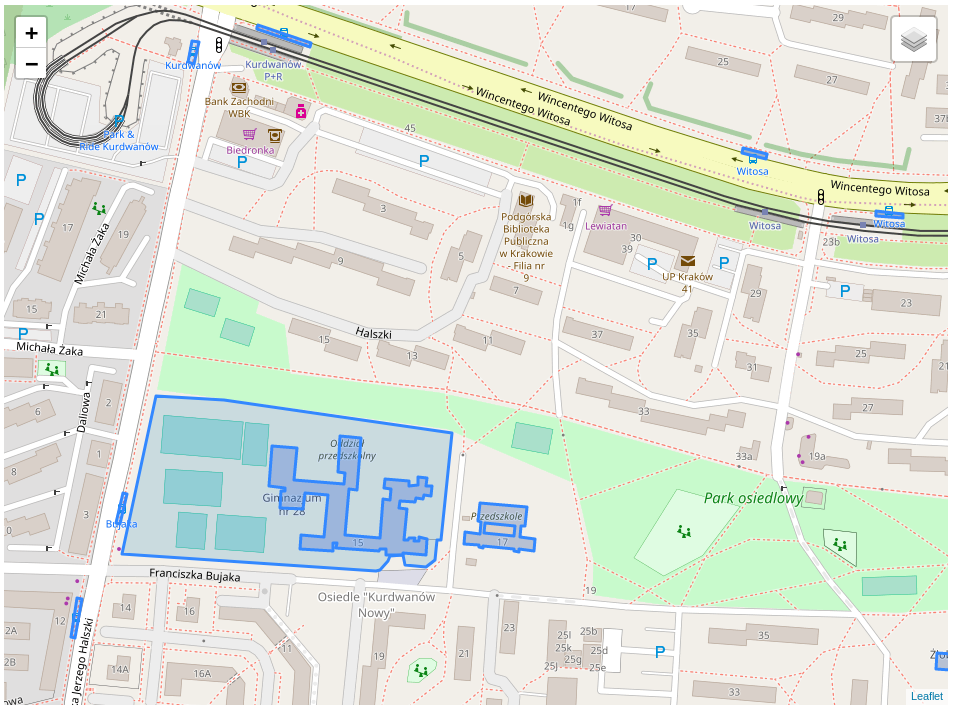 +
−
17
29
25
27
37b
Kurdwanów
Kurdwanów
P+R
Bank Zachodni
WBK
Biedronka
P
Park &
Ride Kurdwanów
45
P
Wincentego Witosa
Wincentego Witosa
Witosa
Wincentego Witosa
Witosa
Witosa
Witosa
23b
P
P
17
19
Michała Żaka
15
21
P
Michała Żaka
3
9
5
7
Podgórska
Biblioteka
Publiczna
w Krakowie
- Filia nr
9
1f
1g
Lewiatan
30
39
P
UP Kraków
41
P
29
P
23
37
35
31
25
21
27
Halszki
15
13
11
33
33a
19a
6
8
Daliowa
2
1
3
Bujaka
Oddział
przedszkolny
Gimnazjum
nr 28
15
Przedszkole
17
Park osiedlowy
Franciszka Bujaka
19
Osiedle "Kurdwanów
Nowy"
12
2A
2B
14
16
14A
16A
11
19
21
23
25l
25k
25g
25j
25b
25d
25e
P
35
33
a Jerzego Halszki
Leaflet